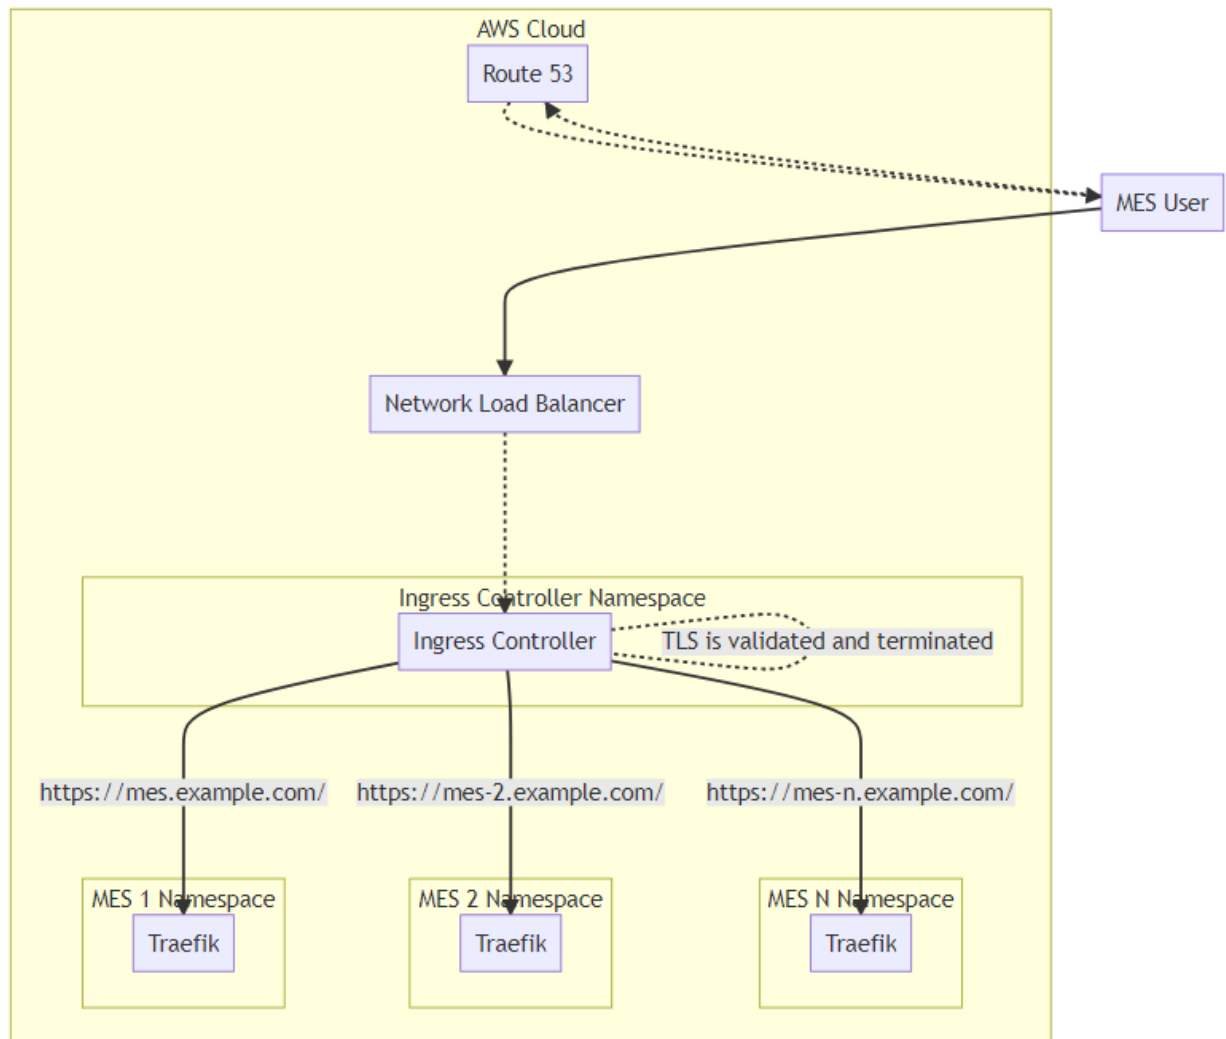 AWS Cloud
Route 53
MES User
Network Load Balancer
Ingress Controller Namespace
Ingress Controller
TLS is validated and terminated
https://mes.example.com/
https://mes-2.example.com/
https://mes-n.example.com/
MES 1 Namespace
MES 2 Namespace
MES N Namespace
Traefik
Traefik
Traefik